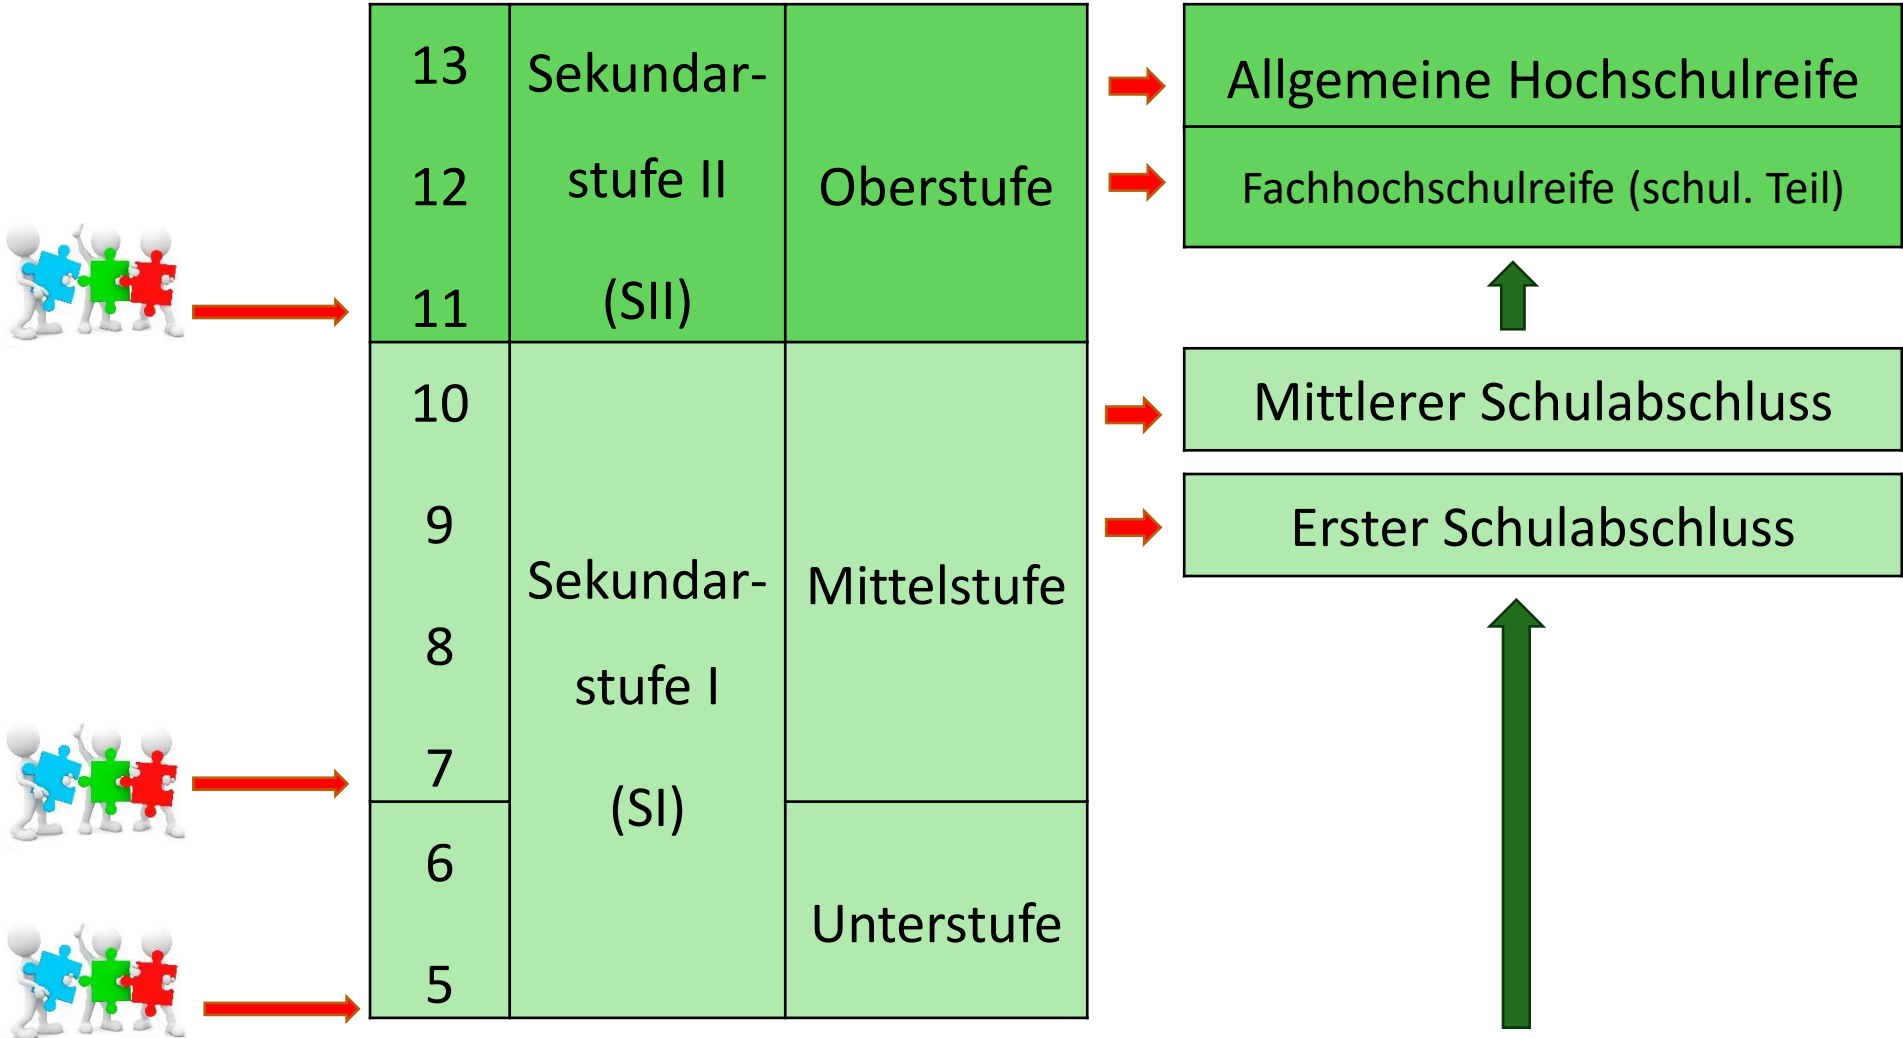 13
12
11
10
9
8
7
6
5
Sekundar-
stufe II
(SII)
Sekundar-
stufe I
(SI)
Oberstufe
Mittelstufe
Unterstufe
Allgemeine Hochschulreife
Fachhochschulreife (schul. Teil)
Mittlerer Schulabschluss
Erster Schulabschluss